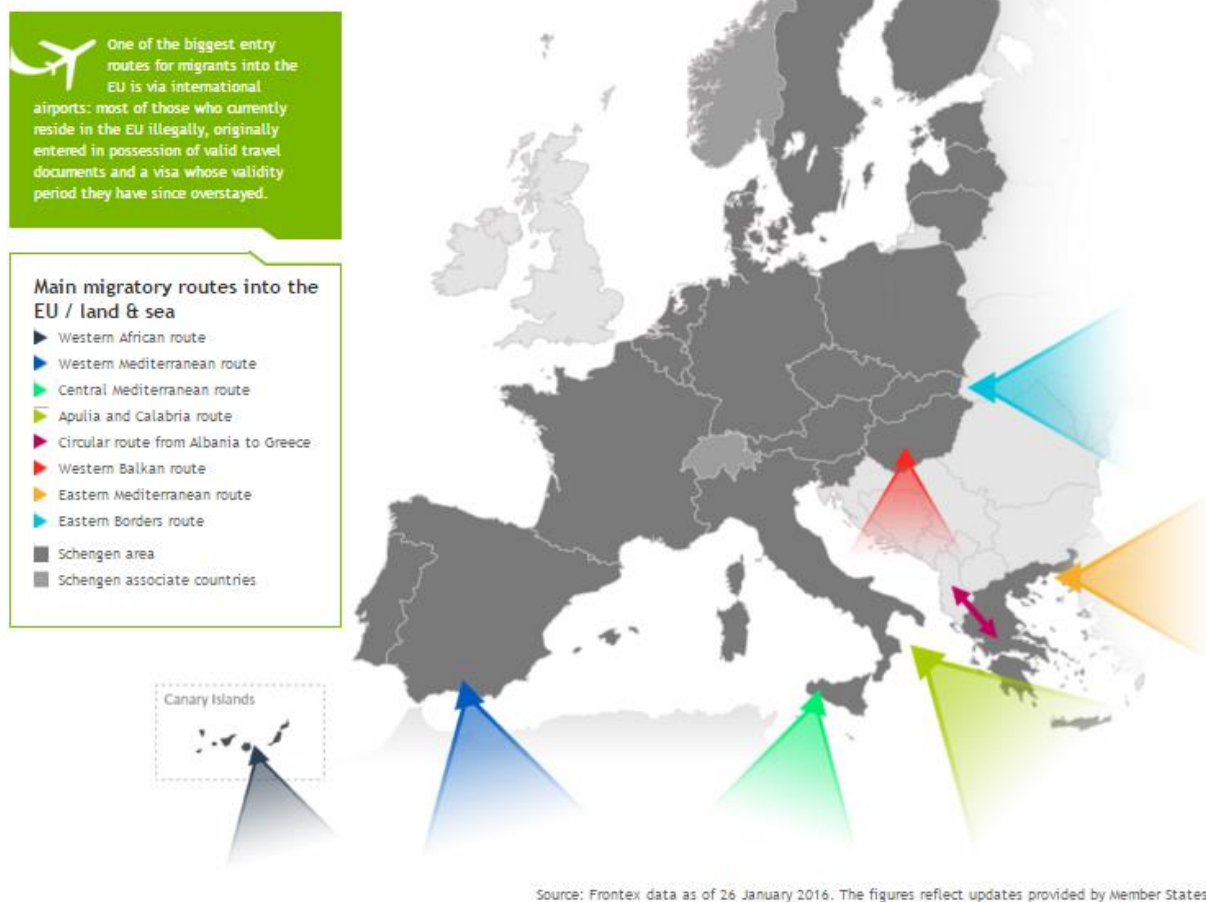 One of the biggest entry
routes for migrants into the
EU is via international
airports: most of those who currently
reside in the EU illegally, originally
entered in possession of valid travel
documents and a visa whose validity
period they have since overstayed.
Main migratory routes into the
EU / land & sea
Western African route
Western Mediterranean route
Central Mediterranean route
Apulia and Calabria route
Circular route from Albania to Greece
Western Balkan route
Eastern Mediterranean route
Eastern Borders route
Schengen area
Schengen associate countries
Canary Islands
Source: Frontex data as of 26 January 2016. The figures reflect updates provided by Member States